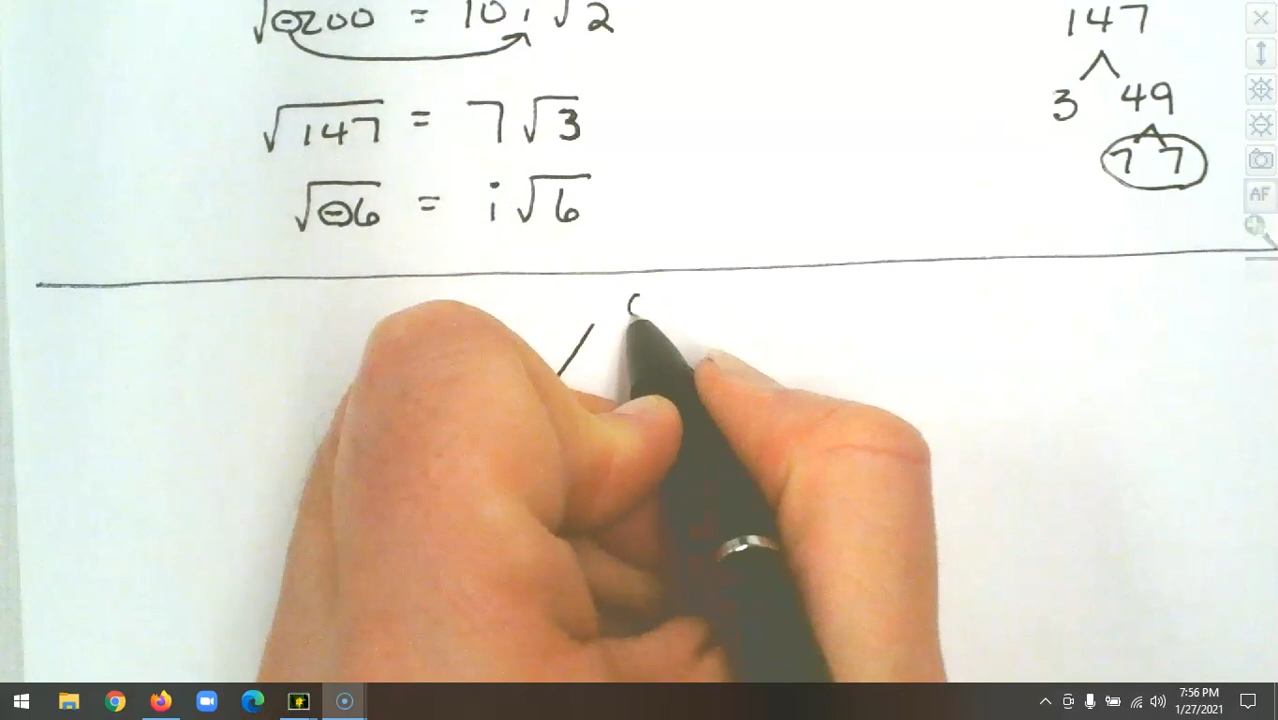 √-200 = 10 i √2
√147 = 7√3
√-6 = i√6
147
3 49
7 7
AF
7:56 PM
1/27/2021